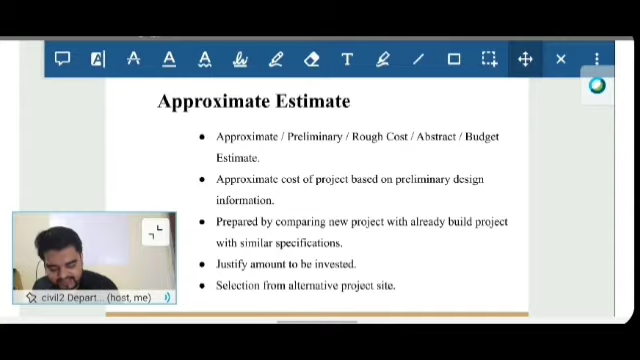 T
Approximate Estimate
● Approximate / Preliminary / Rough Cost / Abstract / Budget
Estimate.
● Approximate cost of project based on preliminary design
information.
● Prepared by comparing new project with already build project
with similar specifications.
● Justify amount to be invested.
● Selection from alternative project site.
civil2 Depart... (host, me)